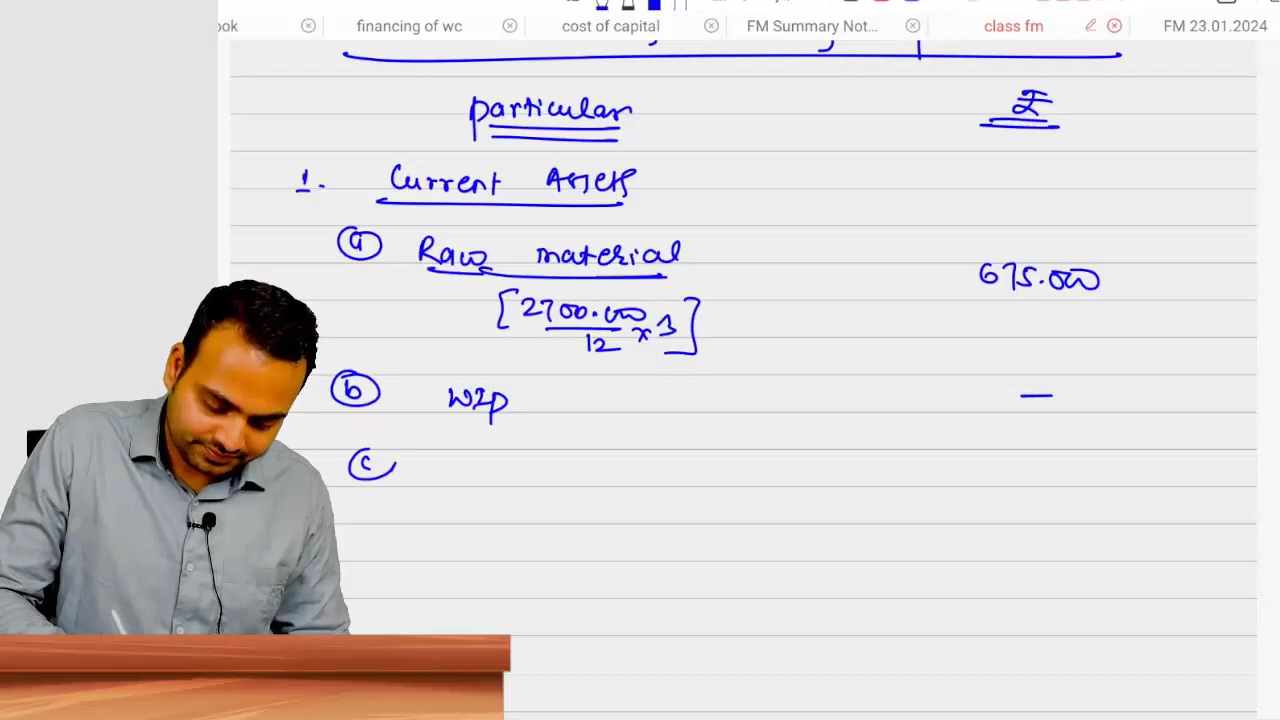 ook financing of wc cost of capital FM Summary Not... class fm FM 23.01.2024
particular ₹
1. Current Assets
(a) Raw material
675.000
[2700.000 x 3]
12
(b) WIP —
(c)